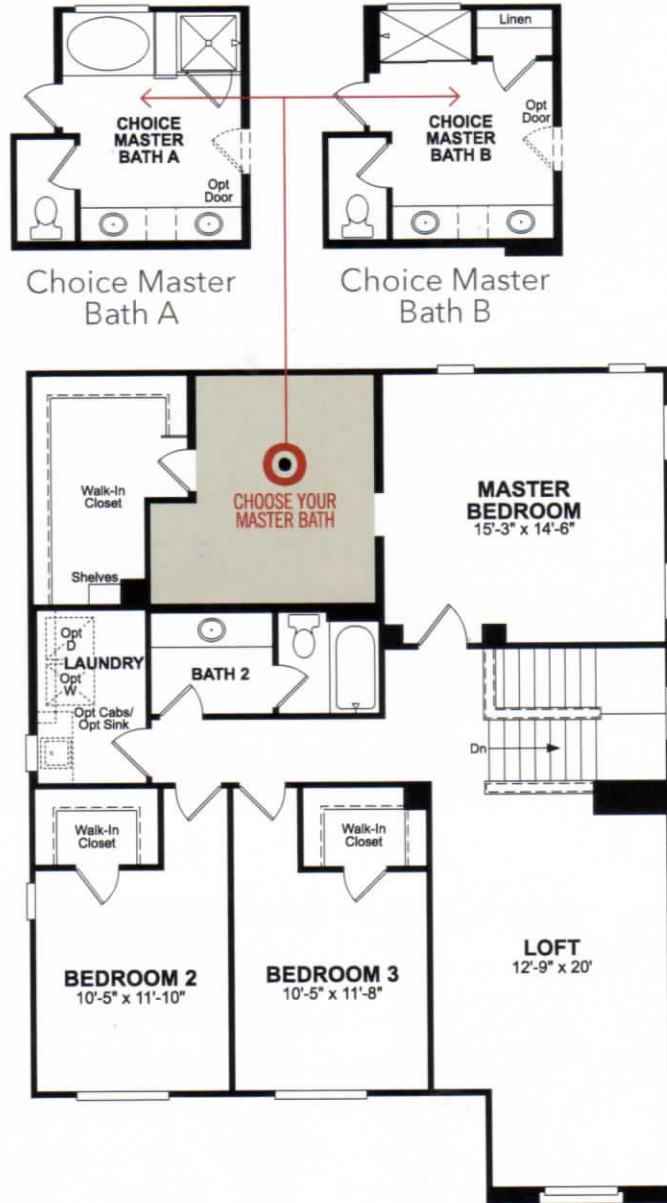 Linen
CHOICE
MASTER
BATH A
Opt
Door
CHOICE
MASTER
BATH B
Opt
Door
Choice Master
Bath A
Choice Master
Bath B
Walk-In
Closet
Shelves
CHOOSE YOUR
MASTER BATH
MASTER
BEDROOM
15'-3" x 14'-6"
Opt
D
LAUNDRY
Opt
W
Opt Cabs/
Opt Sink
BATH 2
Dn
Walk-In
Closet
Walk-In
Closet
BEDROOM 2
10'-5" x 11'-10"
BEDROOM 3
10'-5" x 11'-8"
LOFT
12'-9" x 20'